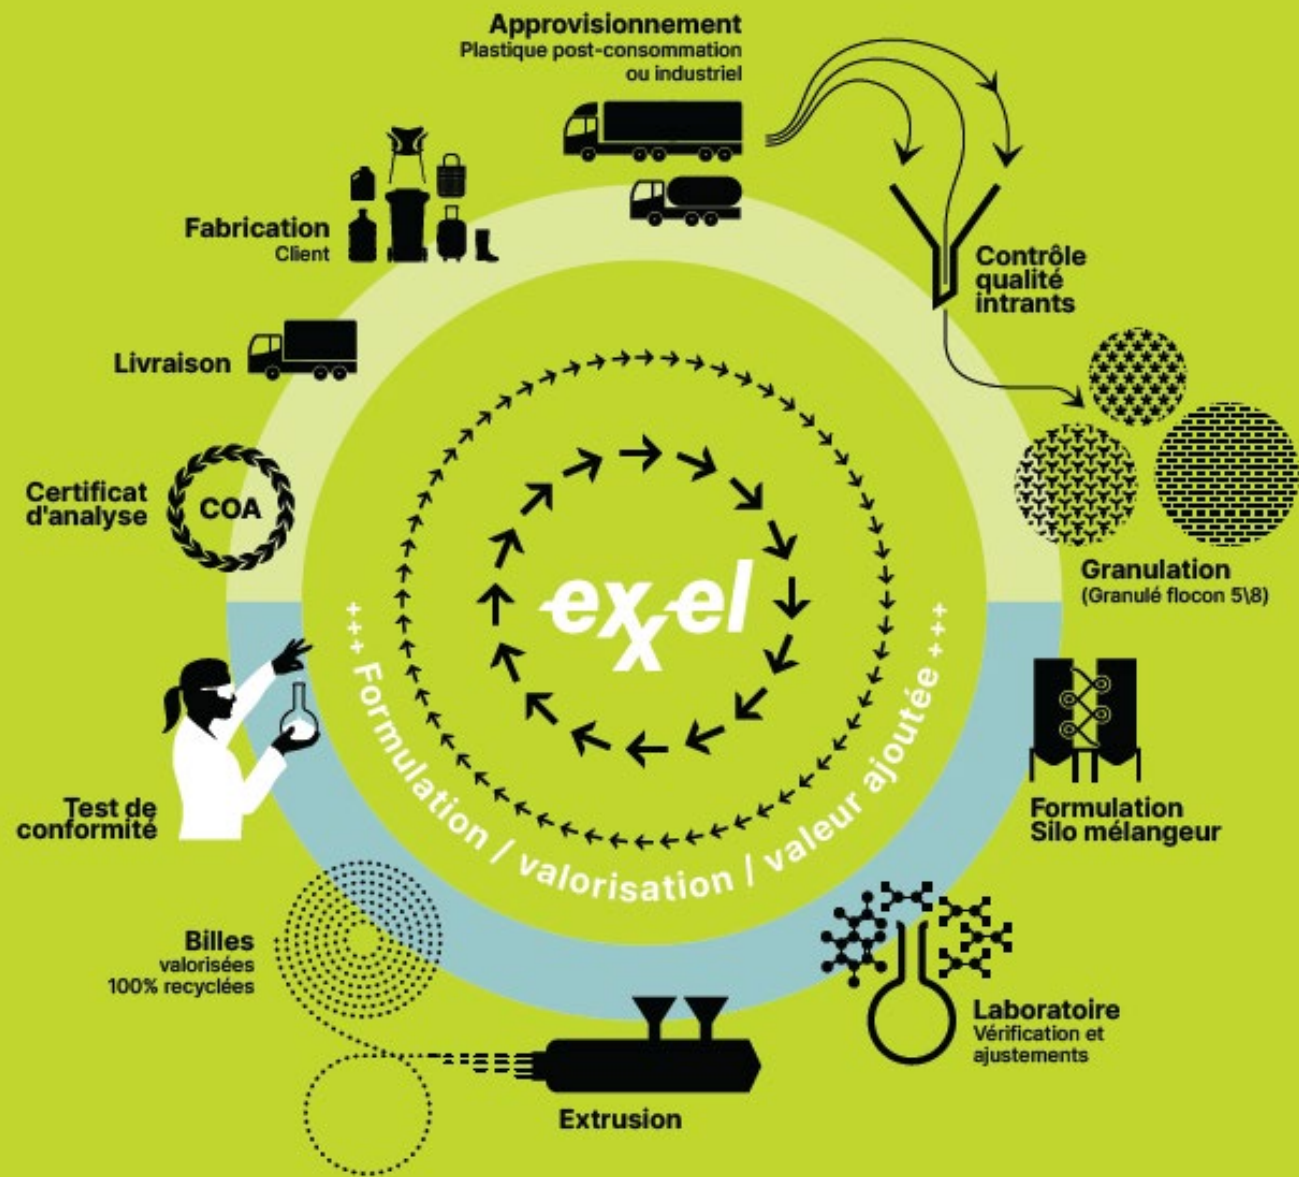 Approvisionnement
Plastique post-consommation
ou industriel
Contrôle
qualité
intrants
Granulation
(Granulé flocon 5\8)
Formulation
Silo mélangeur
Laboratoire
Vérification et
ajustements
Extrusion
Billes
valorisées
100% recyclées
Test de
conformité
Certificat
d'analyse
COA
Livraison
Fabrication
Client
exxel
+++ Formulation / valorisation / valeur ajoutée +++